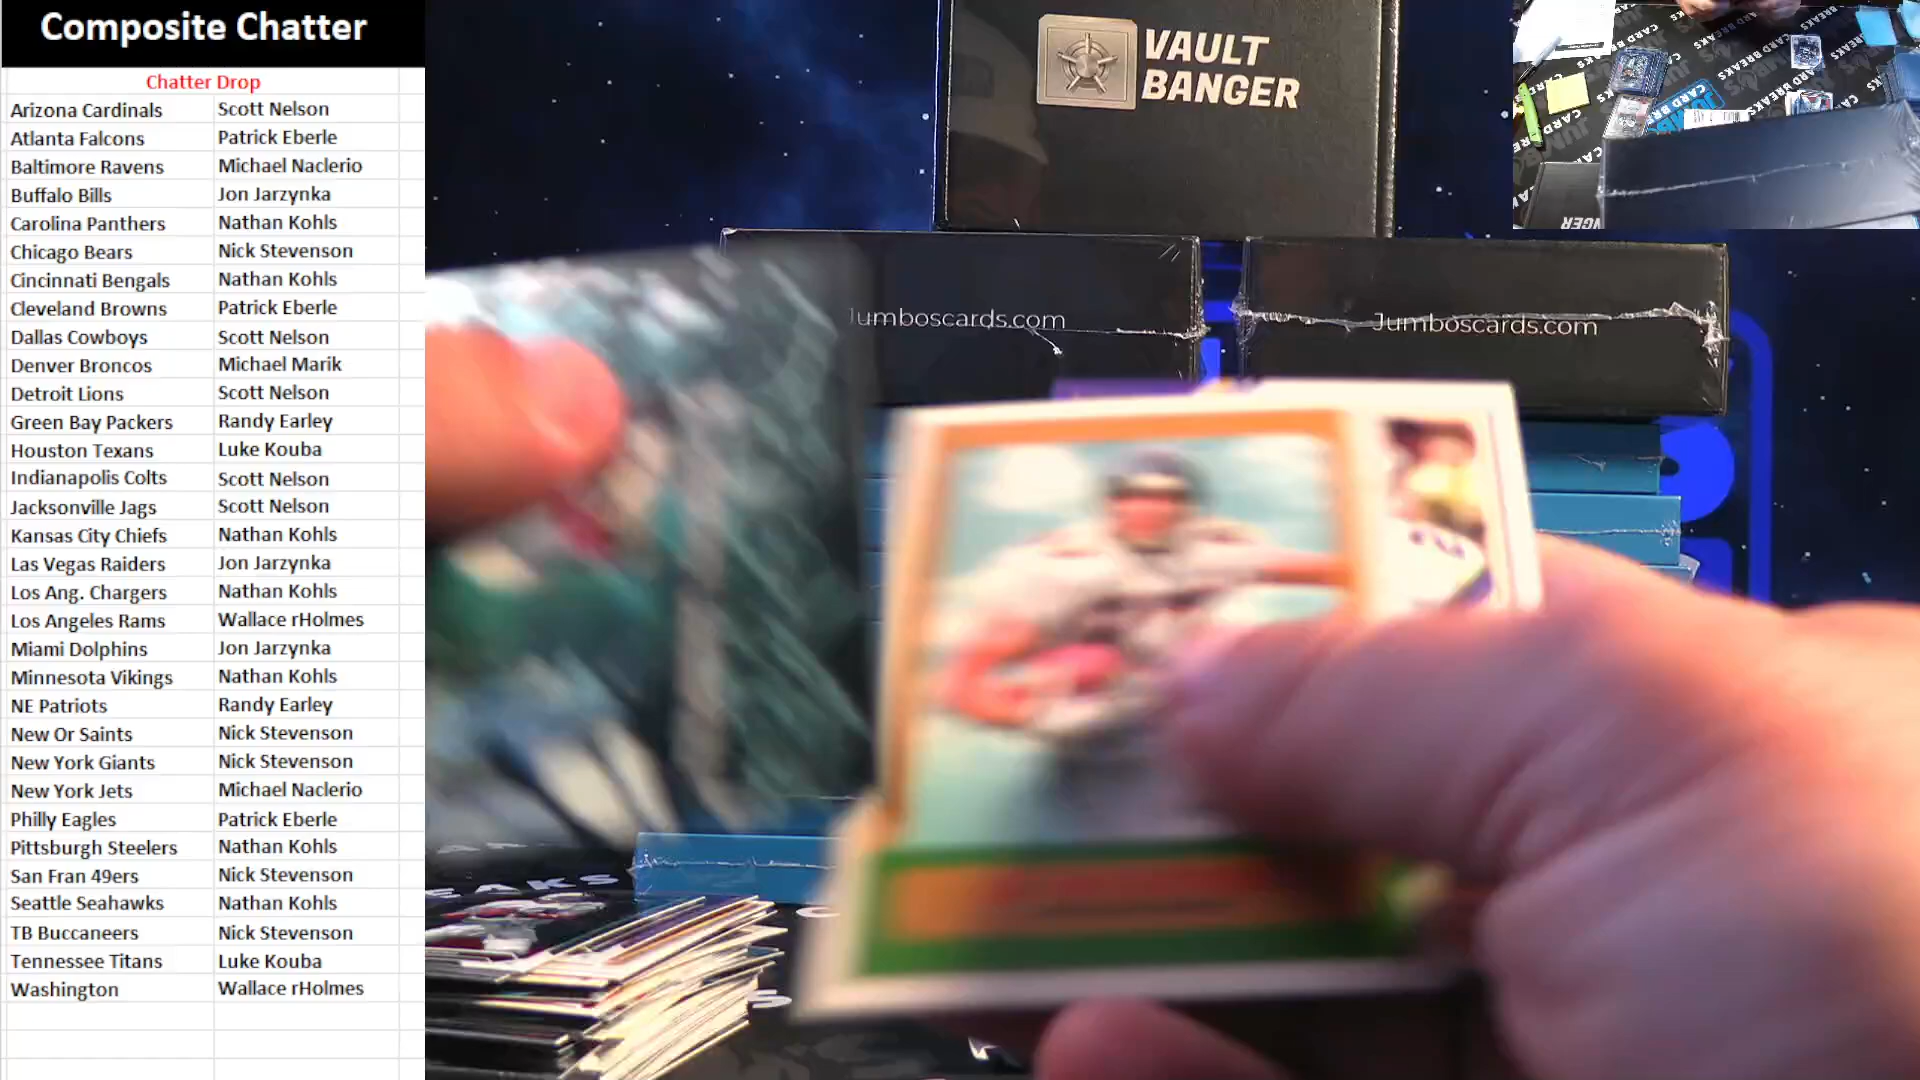 Composite Chatter
Chatter Drop
Arizona Cardinals Scott Nelson
Atlanta Falcons Patrick Eberle
Baltimore Ravens Michael Naclerio
Buffalo Bills Jon Jarzynka
Carolina Panthers Nathan Kohls
Chicago Bears Nick Stevenson
Cincinnati Bengals Nathan Kohls
Cleveland Browns Patrick Eberle
Dallas Cowboys Scott Nelson
Denver Broncos Michael Marik
Detroit Lions Scott Nelson
Green Bay Packers Randy Earley
Houston Texans Luke Kouba
Indianapolis Colts Scott Nelson
Jacksonville Jags Scott Nelson
Kansas City Chiefs Nathan Kohls
Las Vegas Raiders Jon Jarzynka
Los Ang. Chargers Nathan Kohls
Los Angeles Rams Wallace rHolmes
Miami Dolphins Jon Jarzynka
Minnesota Vikings Nathan Kohls
NE Patriots Randy Earley
New Or Saints Nick Stevenson
New York Giants Nick Stevenson
New York Jets Michael Naclerio
Philly Eagles Patrick Eberle
Pittsburgh Steelers Nathan Kohls
San Fran 49ers Nick Stevenson
Seattle Seahawks Nathan Kohls
TB Buccaneers Nick Stevenson
Tennessee Titans Luke Kouba
Washington Wallace rHolmes
VAULT
BANGER
Jumboscards.com
Jumboscards.com
CARD BREAKS